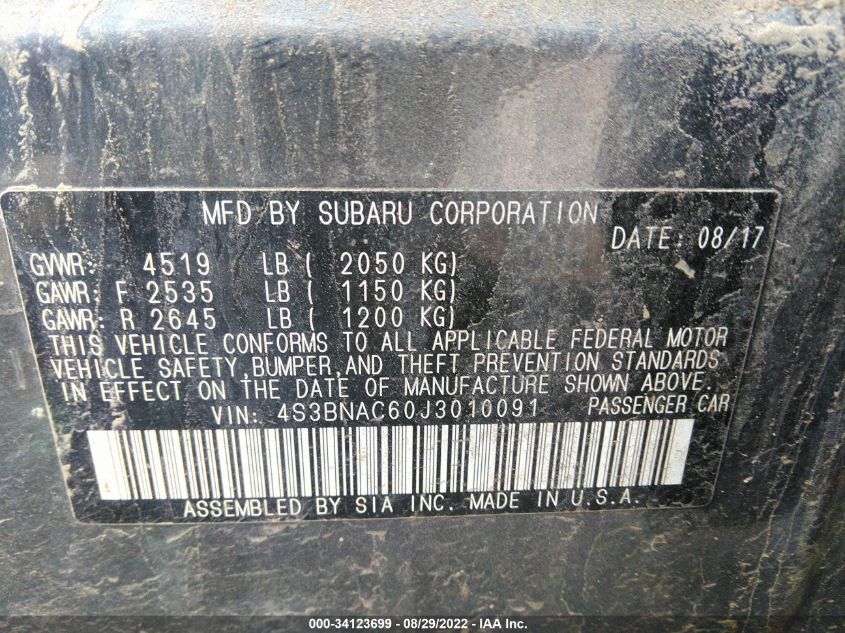 MFD BY SUBARU CORPORATION
DATE: 08/17
GVWR: 4519 LB ( 2050 KG)
GAWR: F 2535 LB ( 1150 KG)
GAWR: R 2645 LB ( 1200 KG)
THIS VEHICLE CONFORMS TO ALL APPLICABLE FEDERAL MOTOR
VEHICLE SAFETY,BUMPER,AND THEFT PREVENTION STANDARDS
IN EFFECT ON THE DATE OF MANUFACTURE SHOWN ABOVE.
VIN: 4S3BNAC60J3010091 PASSENGER CAR
ASSEMBLED BY SIA INC. MADE IN U.S.A.
000-34123699 - 08/29/2022 - IAA Inc.